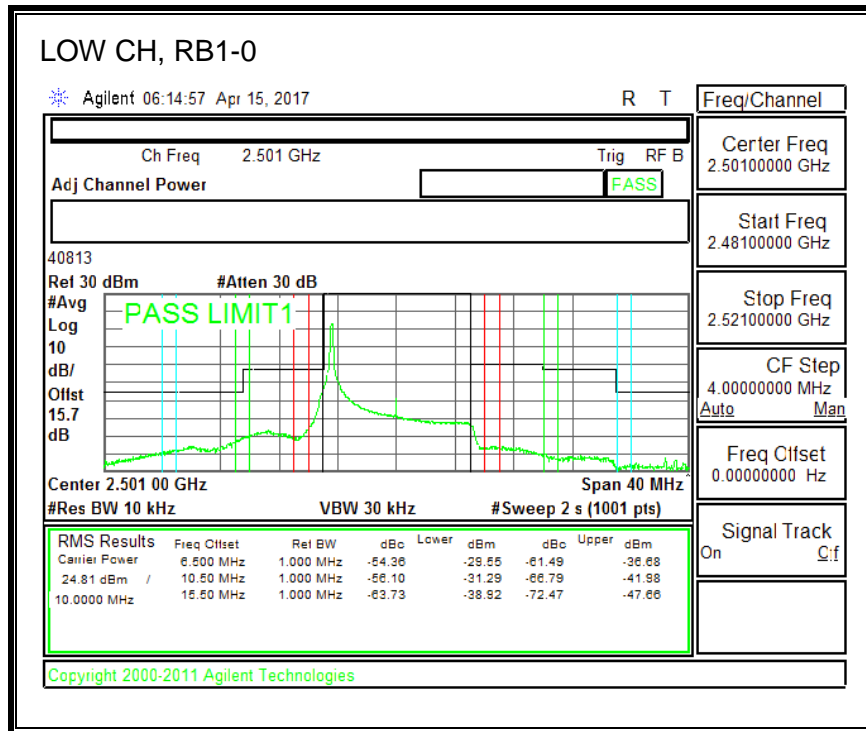 LOW CH, RB1-0
Agilent 06:14:57 Apr 15, 2017
R T
Ch Freq 2.501 GHz
Trig RF B
Adj Channel Power
PASS
40813
Ref 30 dBm #Atten 30 dB
#Avg
Log
10
dB/
Offst
15.7
dB
PASS LIMIT1
Center 2.501 00 GHz Span 40 MHz
#Res BW 10 kHz VBW 30 kHz #Sweep 2 s (1001 pts)
RMS Results Freq Offset Ref BW dBc Lower dBm dBc Upper dBm
Carrier Power 6.500 MHz 1.000 MHz -54.36 -29.55 -61.49 -36.68
24.81 dBm / 10.50 MHz 1.000 MHz -56.10 -31.29 -66.79 -41.98
10.0000 MHz 15.50 MHz 1.000 MHz -63.73 -38.92 -72.47 -47.66
Copyright 2000-2011 Agilent Technologies
Freq/Channel
Center Freq
2.50100000 GHz
Start Freq
2.48100000 GHz
Stop Freq
2.52100000 GHz
CF Step
4.00000000 MHz
Auto Man
Freq Offset
0.00000000 Hz
Signal Track
On Off